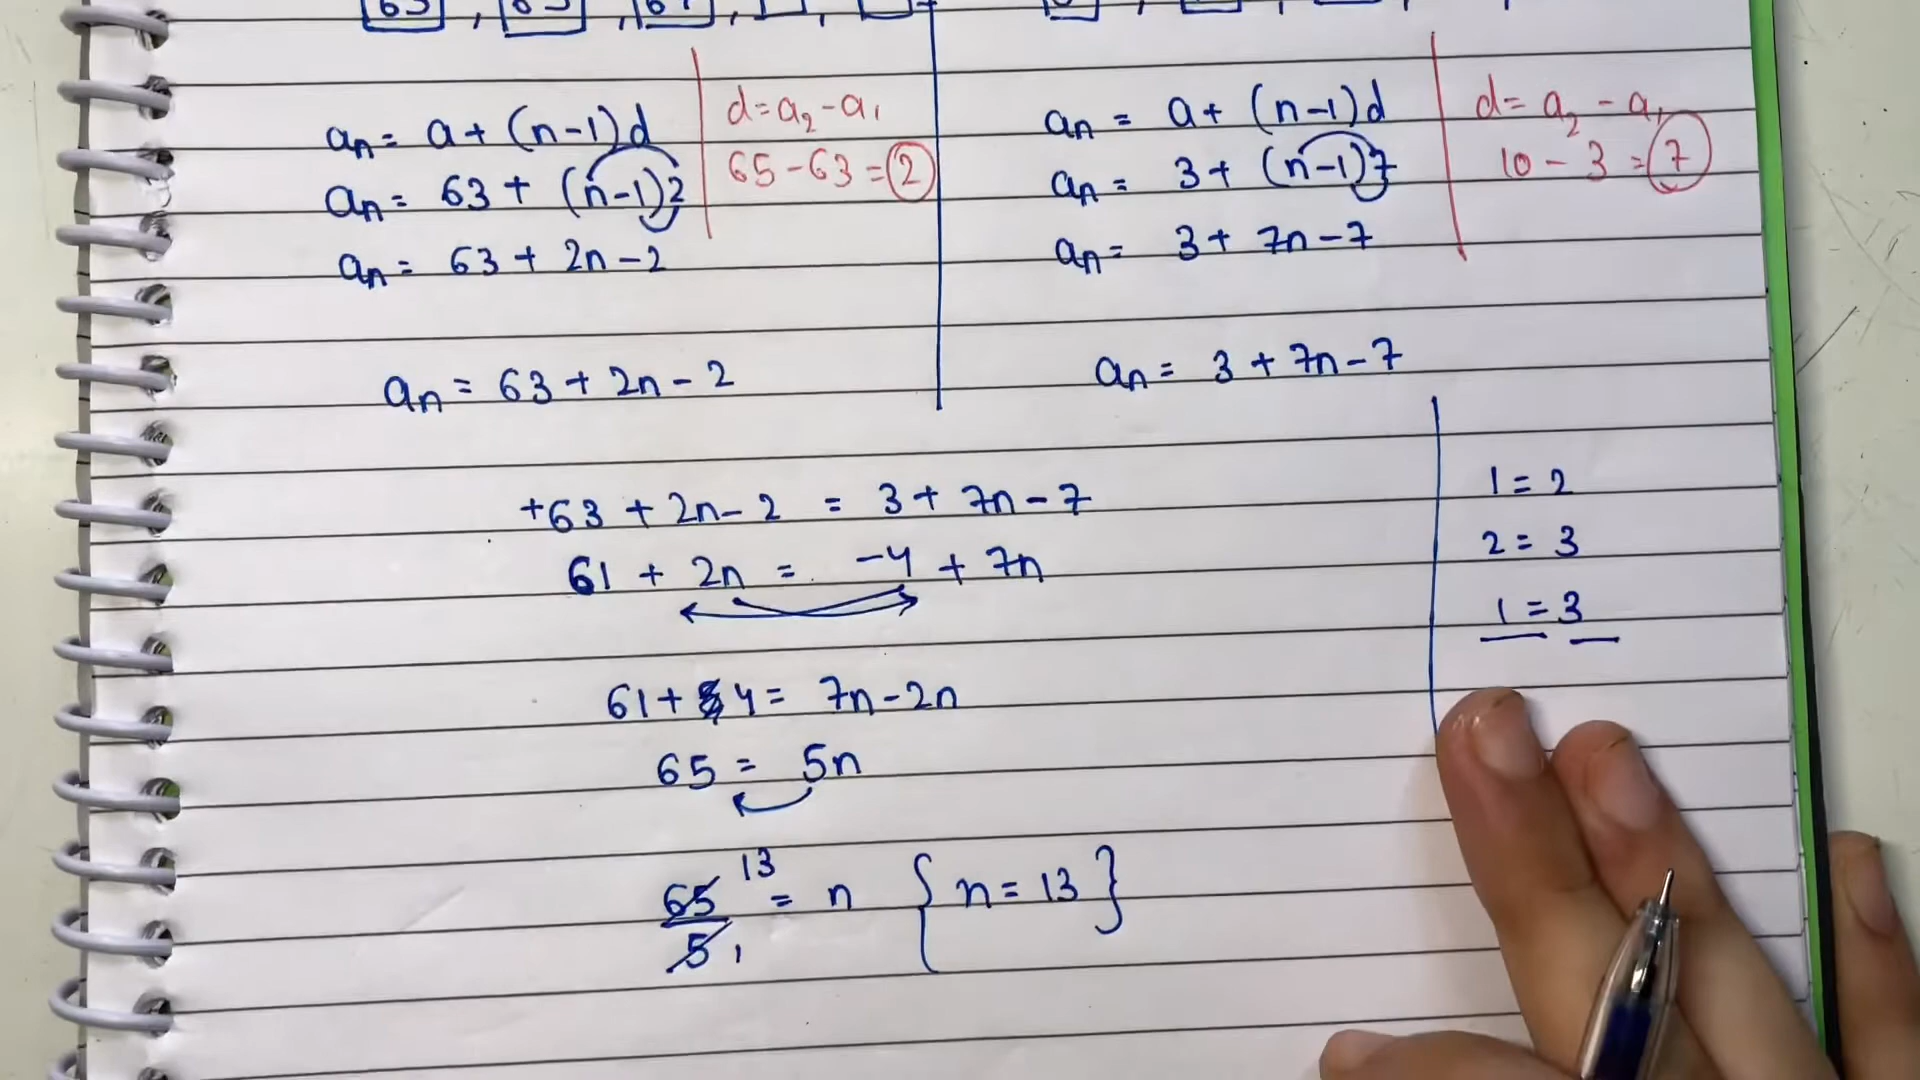 63 , 65 , 67 ,
aₙ = a + (n-1)d
aₙ = 63 + (n-1)2
aₙ = 63 + 2n - 2
d = a₂ - a₁
65 - 63 = 2
aₙ = a + (n-1)d
aₙ = 3 + (n-1)7
aₙ = 3 + 7n - 7
d = a₂ - a₁
10 - 3 = 7
aₙ = 63 + 2n - 2
aₙ = 3 + 7n - 7
+63 + 2n - 2 = 3 + 7n - 7
61 + 2n = -4 + 7n
61 + 4 = 7n - 2n
65 = 5n
65/5 13 1 = n { n = 13 }
1 = 2
2 = 3
1 = 3